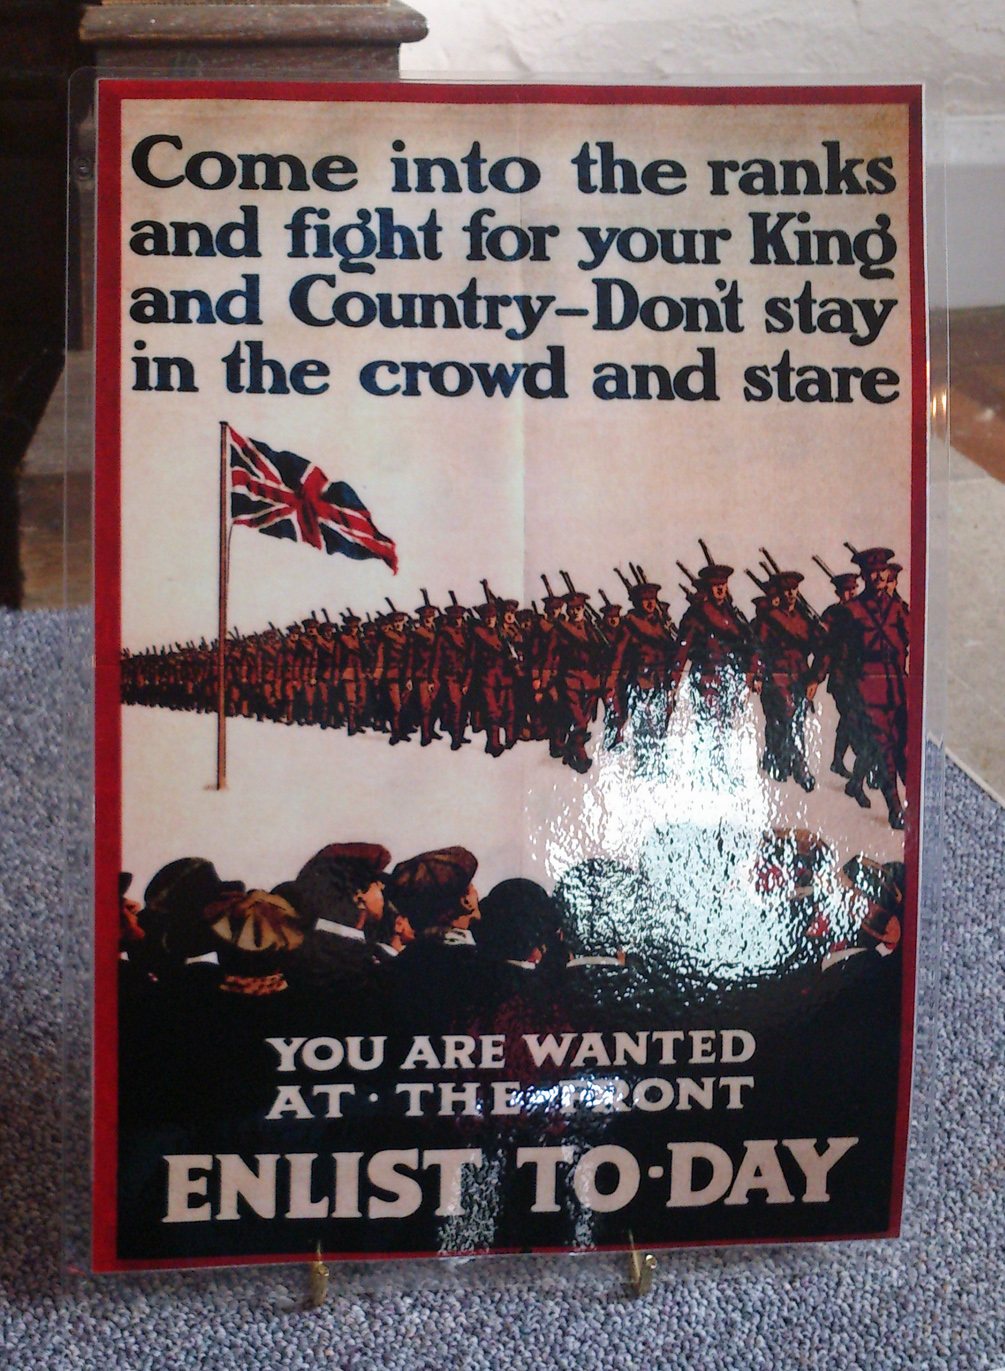 Come into the ranks
and fight for your King
and Country–Don't stay
in the crowd and stare
YOU ARE WANTED
AT · THE · FRONT
ENLIST TO·DAY